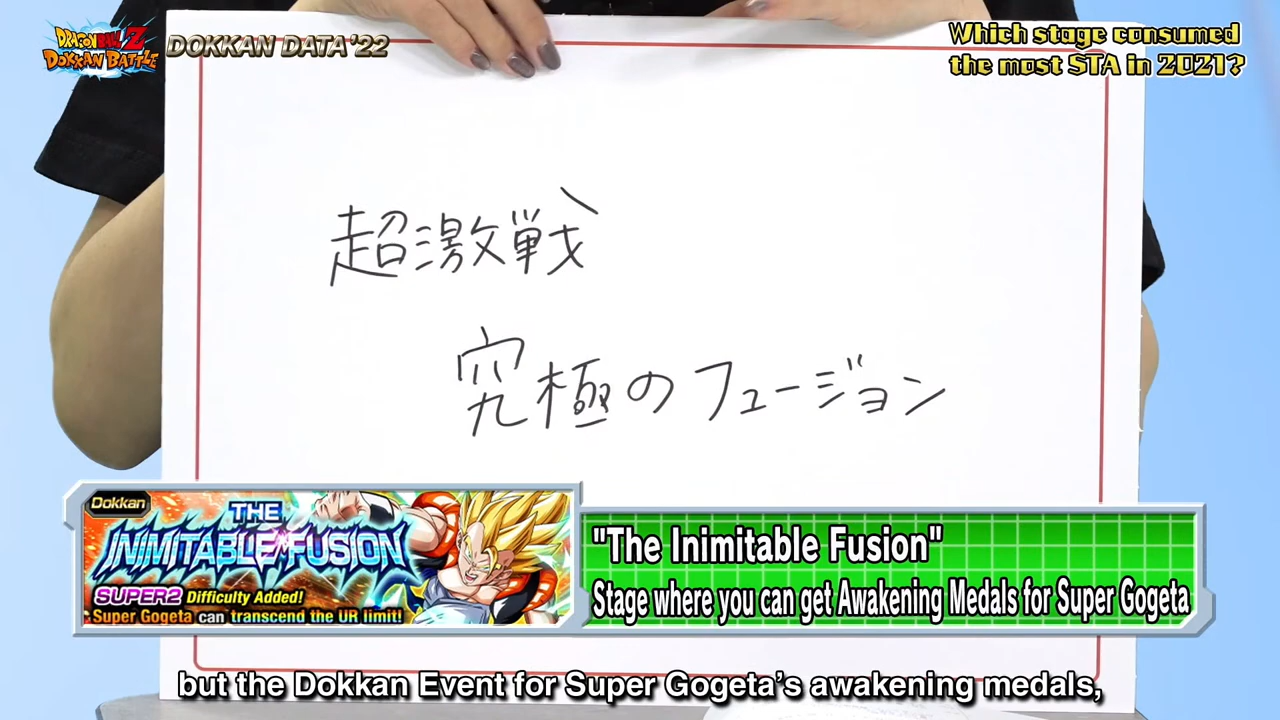 DRAGON BALL Z
DOKKAN BATTLE
DOKKAN DATA '22
Which stage consumed
the most STA in 2021?
超激戦
究極のフュージョン
Dokkan
THE
INIMITABLE FUSION
SUPER2 Difficulty Added!
Super Gogeta can transcend the UR limit!
"The Inimitable Fusion"
Stage where you can get Awakening Medals for Super Gogeta
but the Dokkan Event for Super Gogeta's awakening medals,